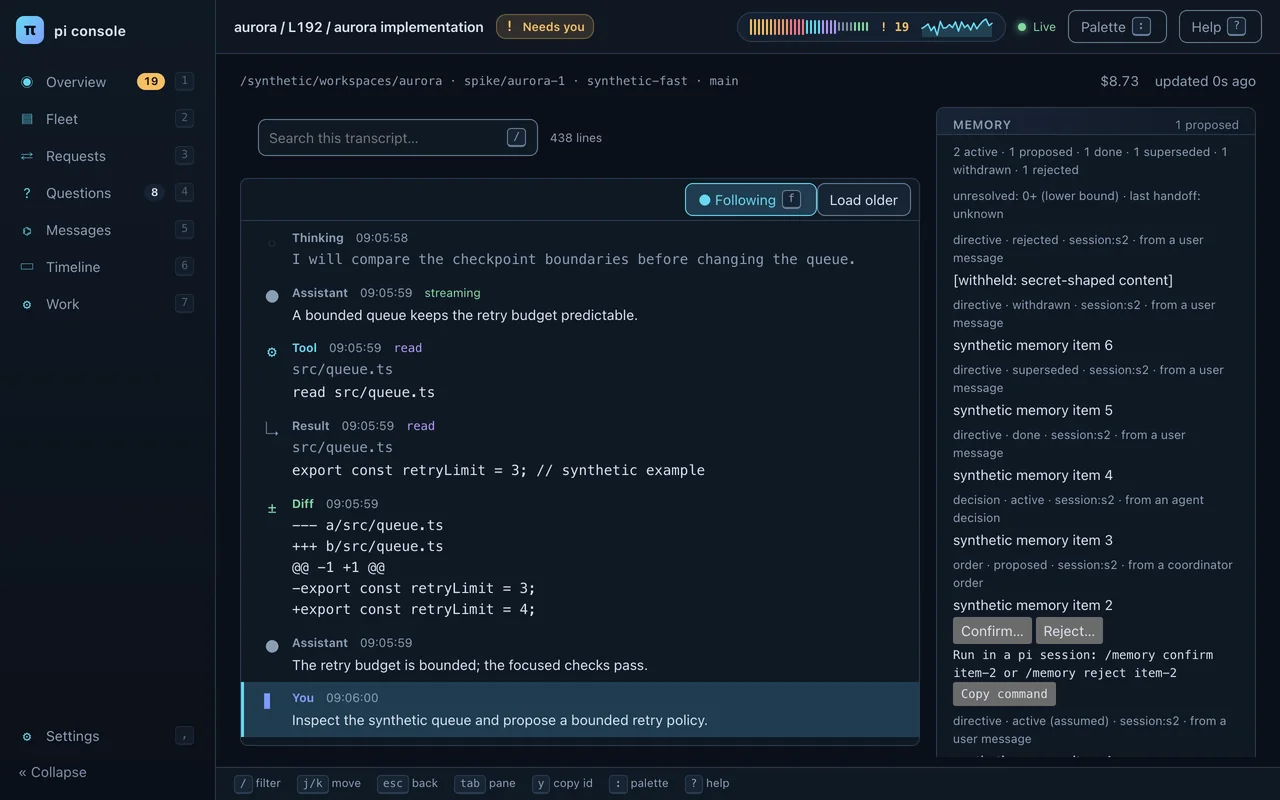 π pi console
Overview 19 1
Fleet 2
Requests 3
? Questions 8 4
Messages 5
Timeline 6
Work 7
Settings ,
« Collapse
aurora / L192 / aurora implementation ! Needs you ! 19 Live Palette : Help ?
/synthetic/workspaces/aurora · spike/aurora-1 · synthetic-fast · main $8.73 updated 0s ago
Search this transcript... / 438 lines
Following f Load older
Thinking 09:05:58
I will compare the checkpoint boundaries before changing the queue.
Assistant 09:05:59 streaming
A bounded queue keeps the retry budget predictable.
Tool 09:05:59 read
src/queue.ts
read src/queue.ts
Result 09:05:59 read
src/queue.ts
export const retryLimit = 3; // synthetic example
± Diff 09:05:59
--- a/src/queue.ts
+++ b/src/queue.ts
@@ -1 +1 @@
-export const retryLimit = 3;
+export const retryLimit = 4;
Assistant 09:05:59
The retry budget is bounded; the focused checks pass.
You 09:06:00
Inspect the synthetic queue and propose a bounded retry policy.
MEMORY 1 proposed
2 active · 1 proposed · 1 done · 1 superseded · 1
withdrawn · 1 rejected
unresolved: 0+ (lower bound) · last handoff:
unknown
directive · rejected · session:s2 · from a user
message
[withheld: secret-shaped content]
directive · withdrawn · session:s2 · from a user
message
synthetic memory item 6
directive · superseded · session:s2 · from a user
message
synthetic memory item 5
directive · done · session:s2 · from a user
message
synthetic memory item 4
decision · active · session:s2 · from an agent
decision
synthetic memory item 3
order · proposed · session:s2 · from a coordinator
order
synthetic memory item 2
Confirm... Reject...
Run in a pi session: /memory confirm
item-2 or /memory reject item-2
Copy command
directive · active (assumed) · session:s2 · from a
user message
/ filter j/k move esc back tab pane y copy id : palette ? help